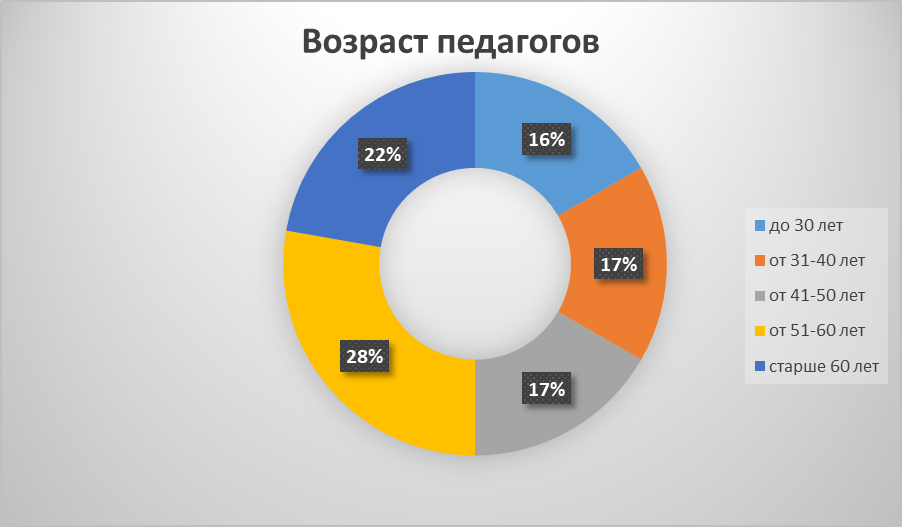 Возраст педагогов
16%
22%
17%
28%
17%
до 30 лет
от 31-40 лет
от 41-50 лет
от 51-60 лет
старше 60 лет